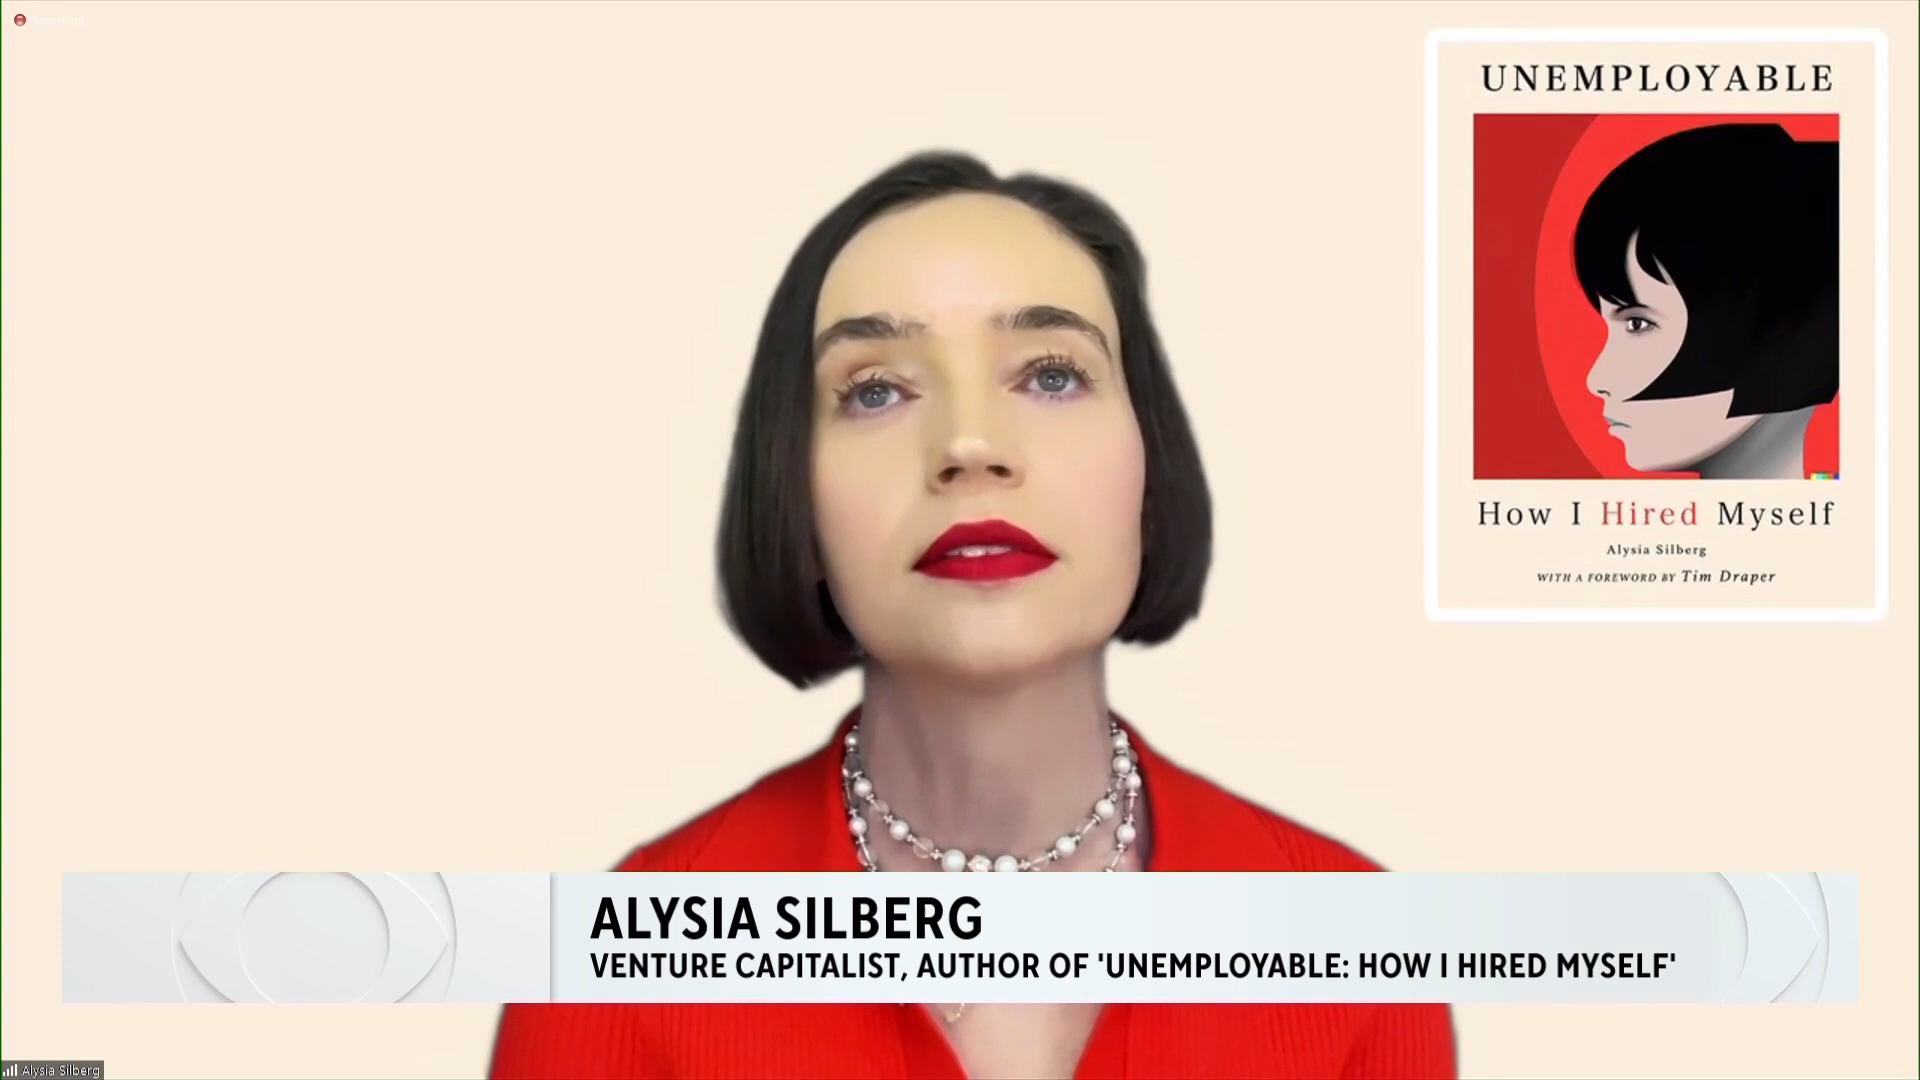 Recording
UNEMPLOYABLE
How I Hired Myself
Alysia Silberg
WITH A FOREWORD BY Tim Draper
ALYSIA SILBERG
VENTURE CAPITALIST, AUTHOR OF 'UNEMPLOYABLE: HOW I HIRED MYSELF'
Alysia Silberg